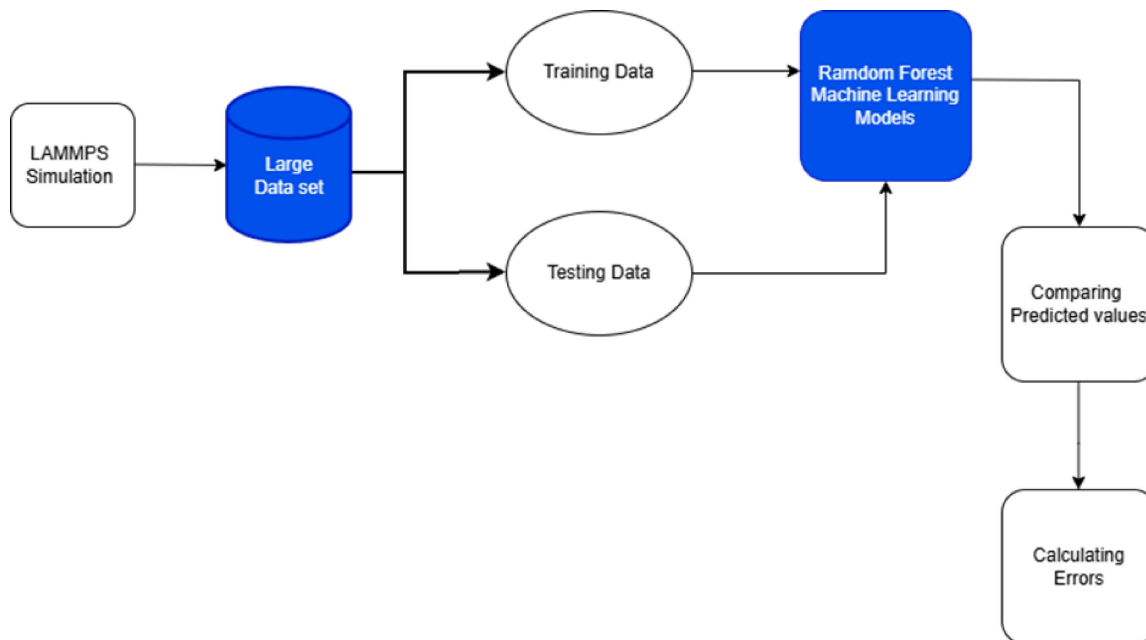 LAMMPS
Simulation
Large
Data set
Training Data
Testing Data
Ramdom Forest
Machine Learning
Models
Comparing
Predicted values
Calculating
Errors